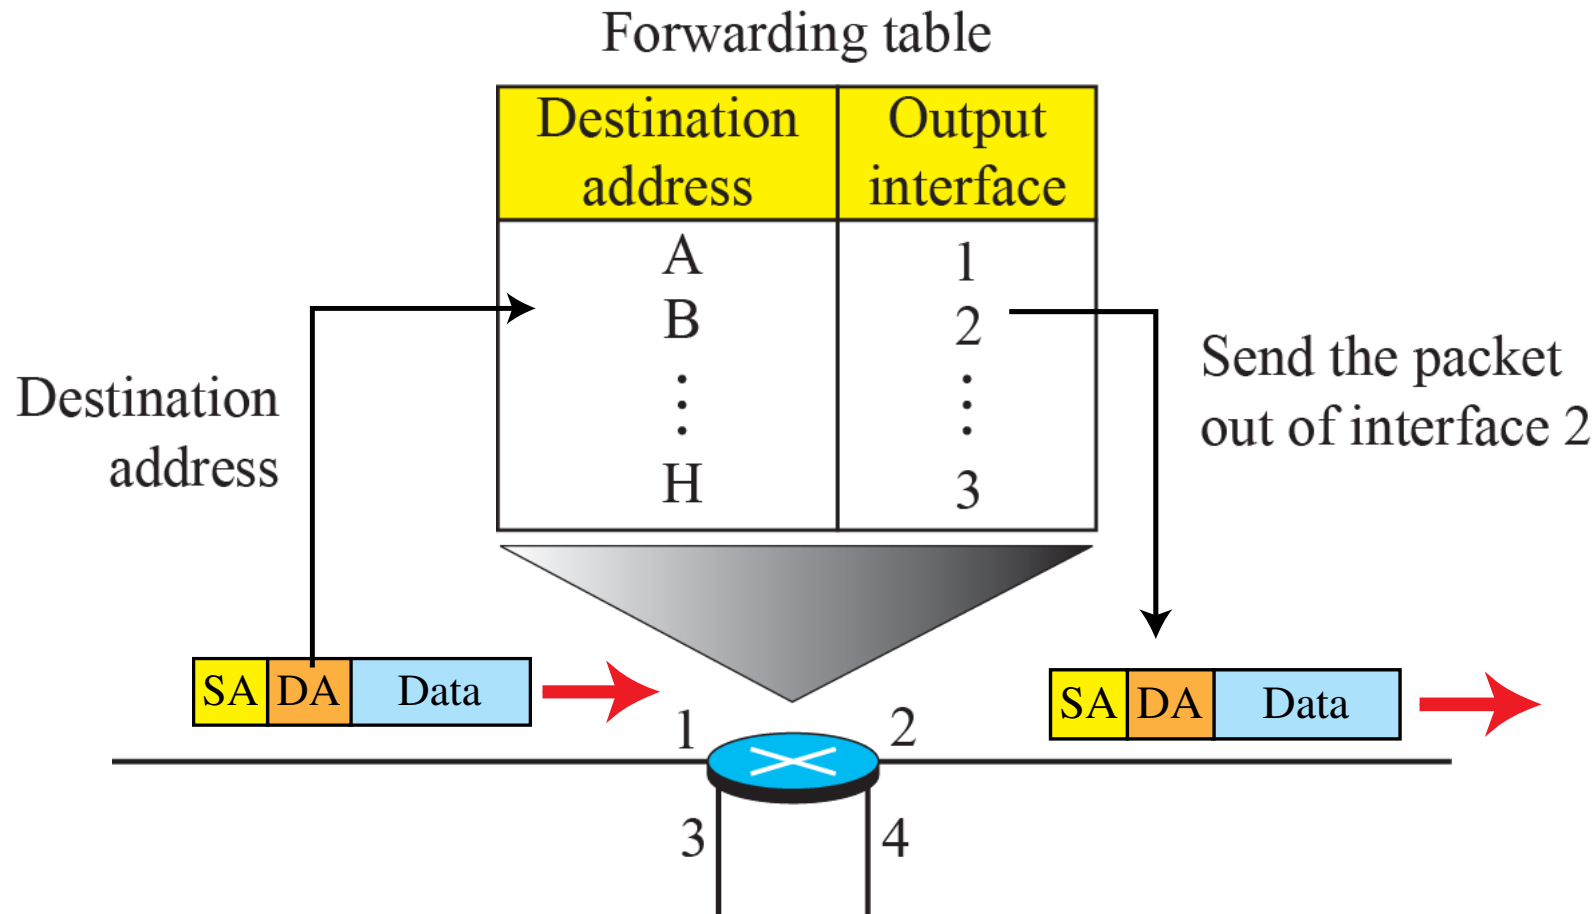 Forwarding table
Destination address
Output interface
A 1
B 2
H 3
Destination
address
Send the packet
out of interface 2
SA DA Data
SA DA Data
1
2
3
4